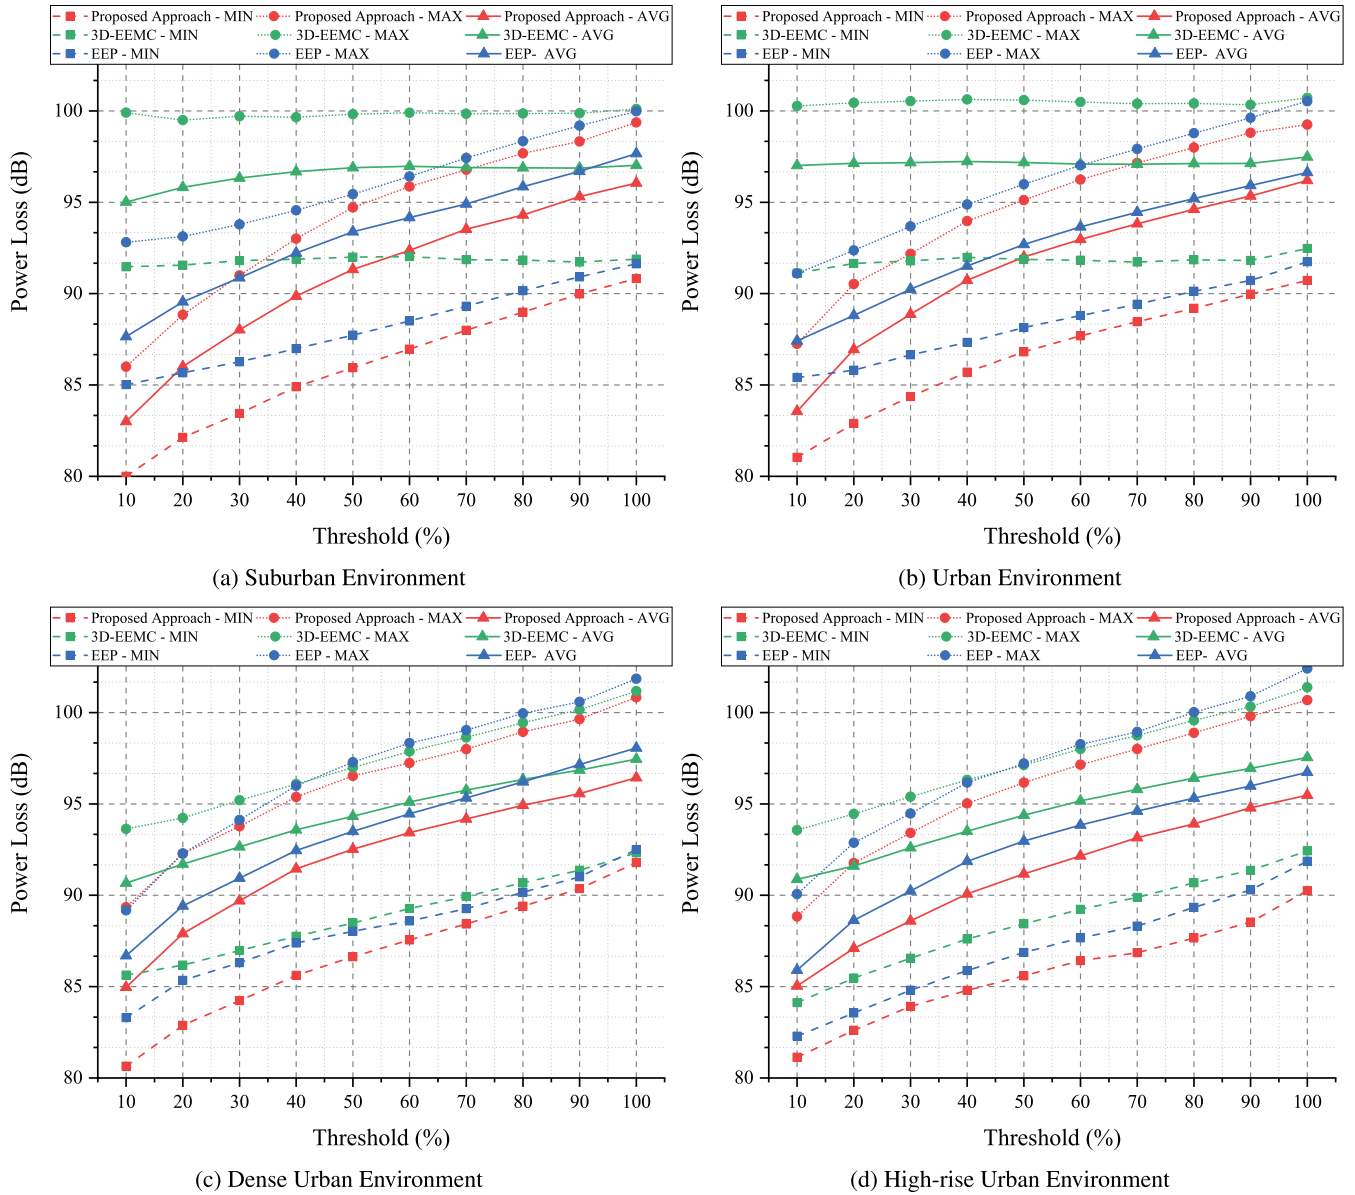 Proposed Approach - MIN Proposed Approach - MAX Proposed Approach - AVG
3D-EEMC - MIN 3D-EEMC - MAX 3D-EEMC - AVG
EEP - MIN EEP - MAX EEP- AVG
100
95
90
85
80
Power Loss (dB)
10 20 30 40 50 60 70 80 90 100
Threshold (%)
(a) Suburban Environment
Proposed Approach - MIN Proposed Approach - MAX Proposed Approach - AVG
3D-EEMC - MIN 3D-EEMC - MAX 3D-EEMC - AVG
EEP - MIN EEP - MAX EEP- AVG
100
95
90
85
80
Power Loss (dB)
10 20 30 40 50 60 70 80 90 100
Threshold (%)
(b) Urban Environment
Proposed Approach - MIN Proposed Approach - MAX Proposed Approach - AVG
3D-EEMC - MIN 3D-EEMC - MAX 3D-EEMC - AVG
EEP - MIN EEP - MAX EEP- AVG
100
95
90
85
80
Power Loss (dB)
10 20 30 40 50 60 70 80 90 100
Threshold (%)
(c) Dense Urban Environment
Proposed Approach - MIN Proposed Approach - MAX Proposed Approach - AVG
3D-EEMC - MIN 3D-EEMC - MAX 3D-EEMC - AVG
EEP - MIN EEP - MAX EEP- AVG
100
95
90
85
80
Power Loss (dB)
10 20 30 40 50 60 70 80 90 100
Threshold (%)
(d) High-rise Urban Environment